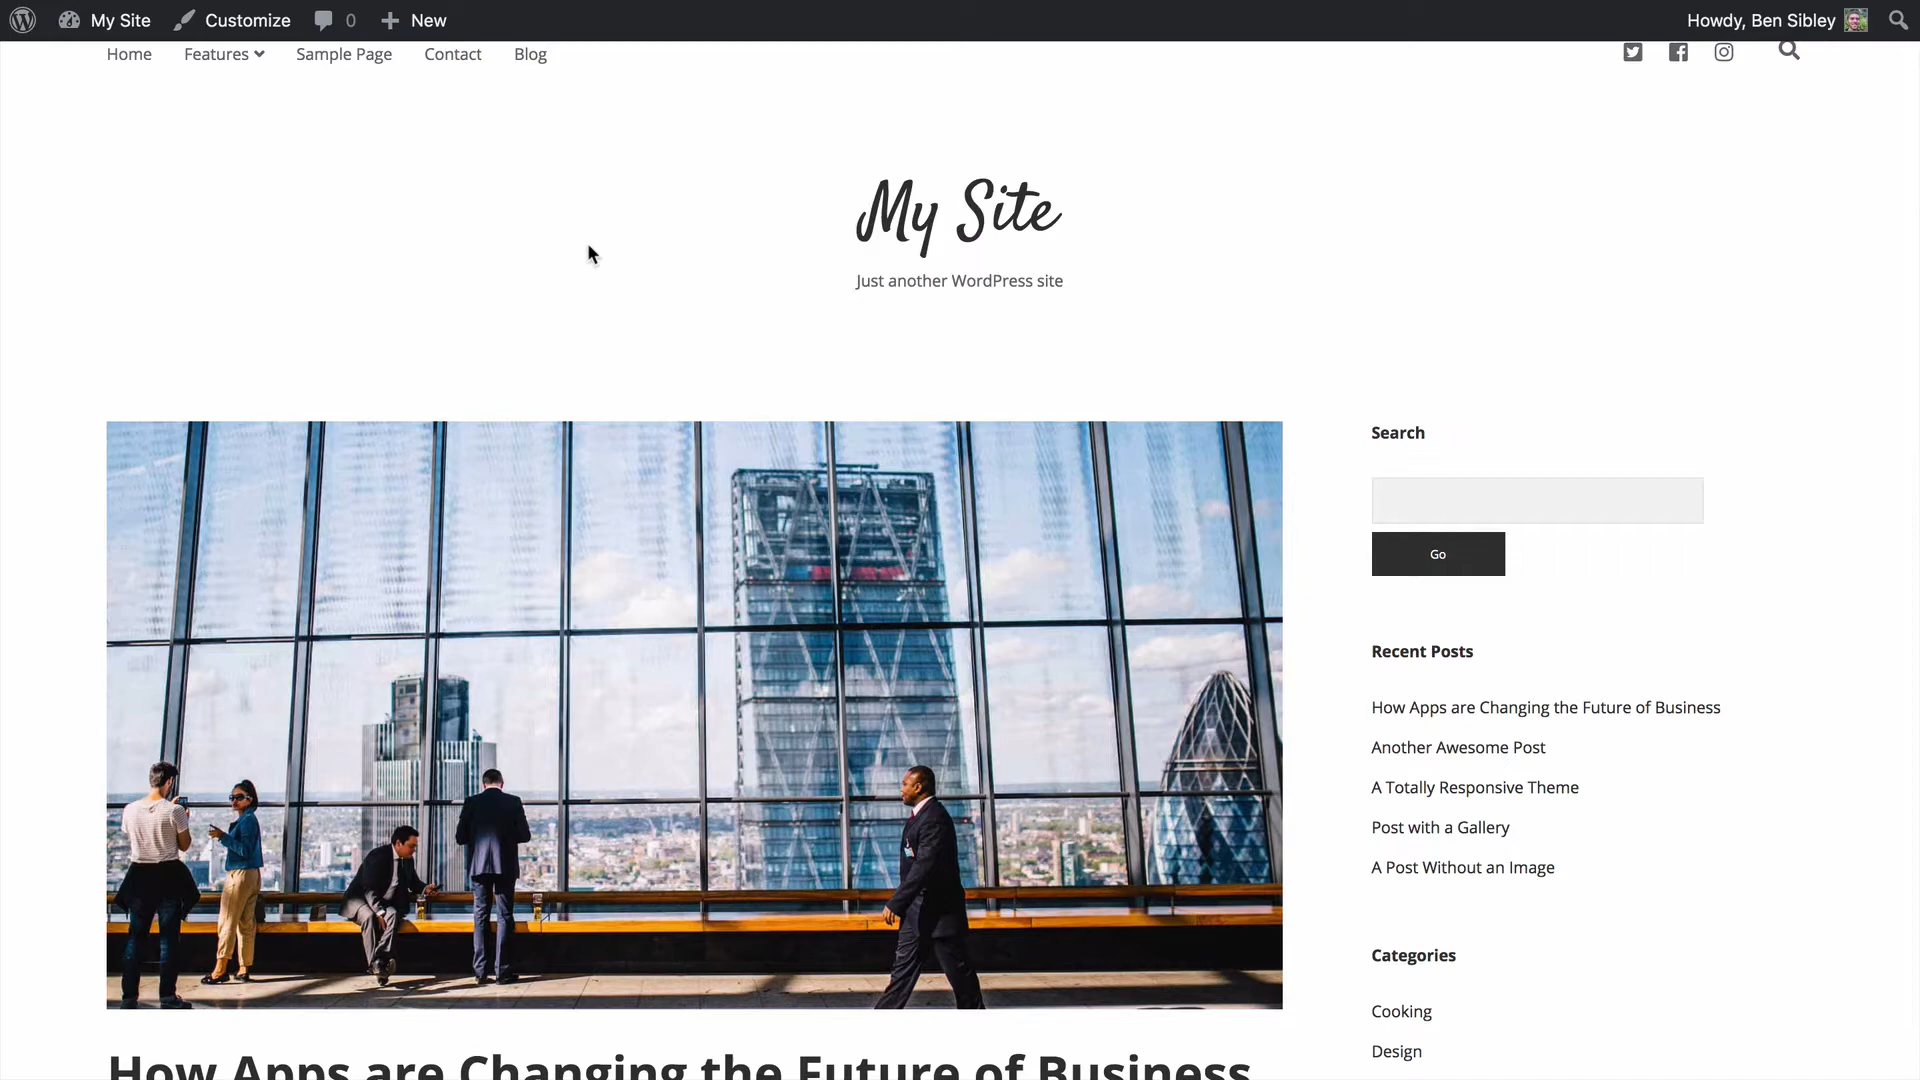 My Site
Customize
0
New
Howdy, Ben Sibley
Home
Features
Sample Page
Contact
Blog
My Site
Just another WordPress site
Search
Go
Recent Posts
How Apps are Changing the Future of Business
Another Awesome Post
A Totally Responsive Theme
Post with a Gallery
A Post Without an Image
Categories
Cooking
Design
How Apps are Changing the Future of Business